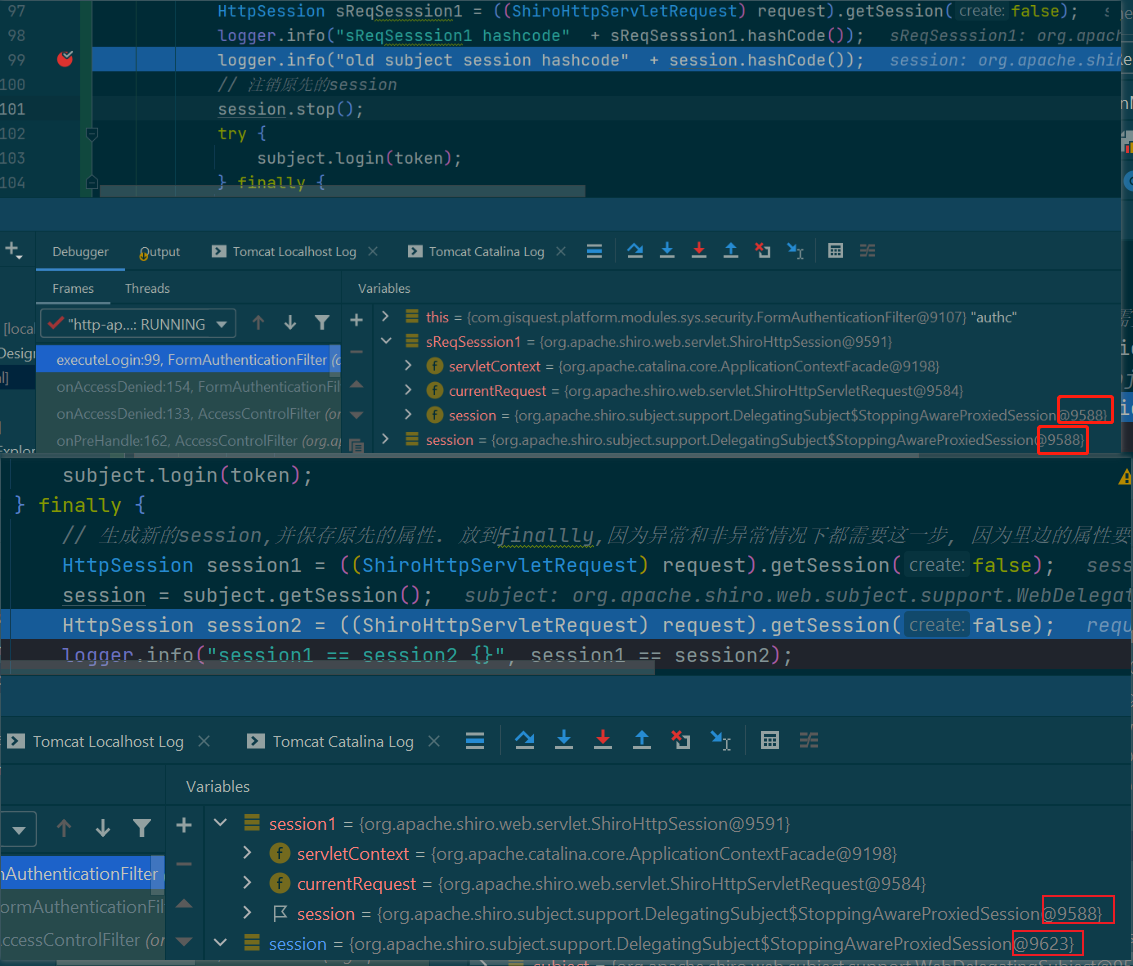 97 HttpSession sReqSesssion1 = ((ShiroHttpServletRequest) request).getSession( create: false);
98 logger.info("sReqSesssion1 hashcode" + sReqSesssion1.hashCode()); sReqSesssion1: org.apach
99 logger.info("old subject session hashcode" + session.hashCode()); session: org.apache.shir
100 // 注销原先的session
101 session.stop();
102 try {
103 subject.login(token);
104 } finally {
Debugger Output Tomcat Localhost Log Tomcat Catalina Log
Frames Threads Variables
"http-ap...: RUNNING
this = {com.gisquest.platform.modules.sys.security.FormAuthenticationFilter@9107} "authc"
sReqSesssion1 = {org.apache.shiro.web.servlet.ShiroHttpSession@9591}
executeLogin:99, FormAuthenticationFilter (c
servletContext = {org.apache.catalina.core.ApplicationContextFacade@9198}
onAccessDenied:154, FormAuthenticationFil
currentRequest = {org.apache.shiro.web.servlet.ShiroHttpServletRequest@9584}
onAccessDenied:133, AccessControlFilter (or
session = {org.apache.shiro.subject.support.DelegatingSubject$StoppingAwareProxiedSession@9588}
onPreHandle:162, AccessControlFilter (org.a
session = {org.apache.shiro.subject.support.DelegatingSubject$StoppingAwareProxiedSession@9588}
subject.login(token);
} finally {
// 生成新的session,并保存原先的属性. 放到finallly,因为异常和非异常情况下都需要这一步, 因为里边的属性要
HttpSession session1 = ((ShiroHttpServletRequest) request).getSession( create: false); sess
session = subject.getSession(); subject: org.apache.shiro.web.subject.support.WebDelegat
HttpSession session2 = ((ShiroHttpServletRequest) request).getSession( create: false); requ
logger.info("session1 == session2 {}", session1 == session2);
Tomcat Localhost Log Tomcat Catalina Log
Variables
session1 = {org.apache.shiro.web.servlet.ShiroHttpSession@9591}
servletContext = {org.apache.catalina.core.ApplicationContextFacade@9198}
nAuthenticationFilter
currentRequest = {org.apache.shiro.web.servlet.ShiroHttpServletRequest@9584}
ormAuthenticationFil
session = {org.apache.shiro.subject.support.DelegatingSubject$StoppingAwareProxiedSession@9588}
ccessControlFilter (or
session = {org.apache.shiro.subject.support.DelegatingSubject$StoppingAwareProxiedSession@9623}